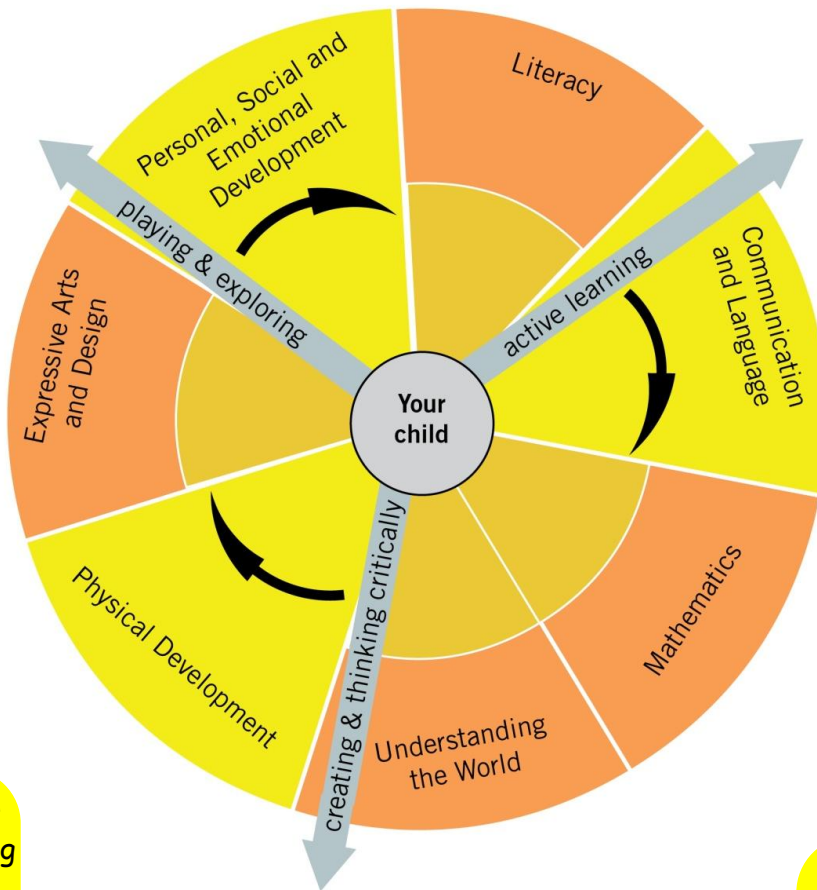 Personal, Social and
Emotional
Development
Literacy
Communication
and Language
Mathematics
Understanding
the World
Physical Development
Expressive Arts
and Design
playing & exploring
active learning
creating & thinking critically
Your
child